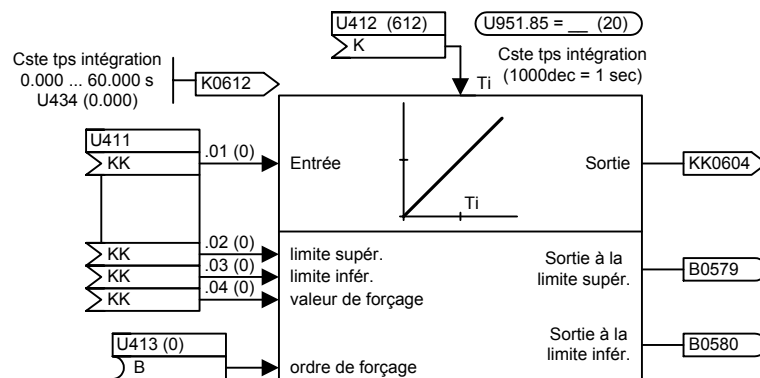 U412 (612)
K
U951.85 = __ (20)
Cste tps intégration
0.000 ... 60.000 s
U434 (0.000)
K0612
Cste tps intégration
(1000dec = 1 sec)
Ti
U411
KK
.01 (0)
Entrée
Ti
Sortie
KK0604
KK
.02 (0)
limite supér.
KK
.03 (0)
limite infér.
KK
.04 (0)
valeur de forçage
Sortie à la
limite supér.
B0579
Sortie à la
limite infér.
B0580
U413 (0)
B
ordre de forçage